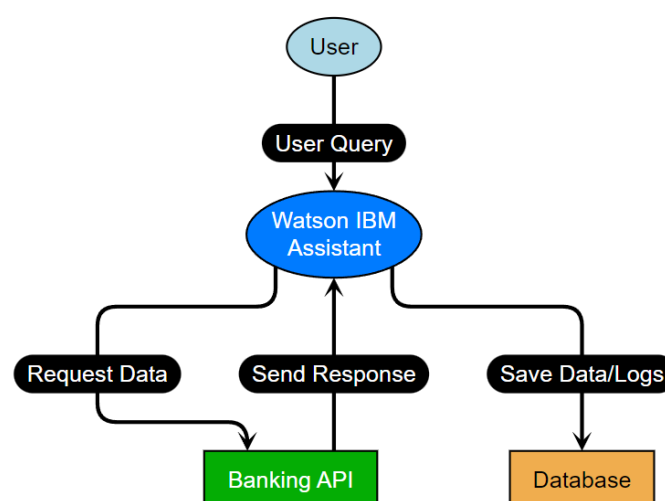 User
User Query
Watson IBM
Assistant
Request Data
Send Response
Save Data/Logs
Banking API
Database